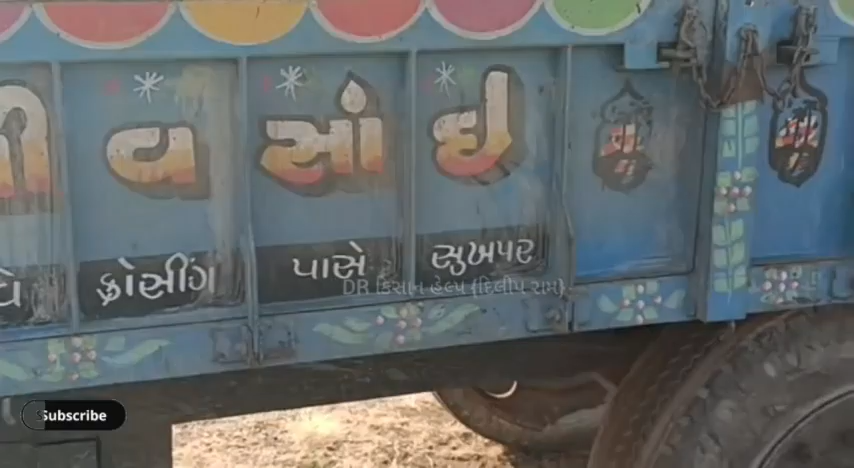 વ સાં ઈ
ક્રોસીંગ પાસે સુખપર
DR કિસાન હેલ્પ {દિલીપ રામ}
Subscribe